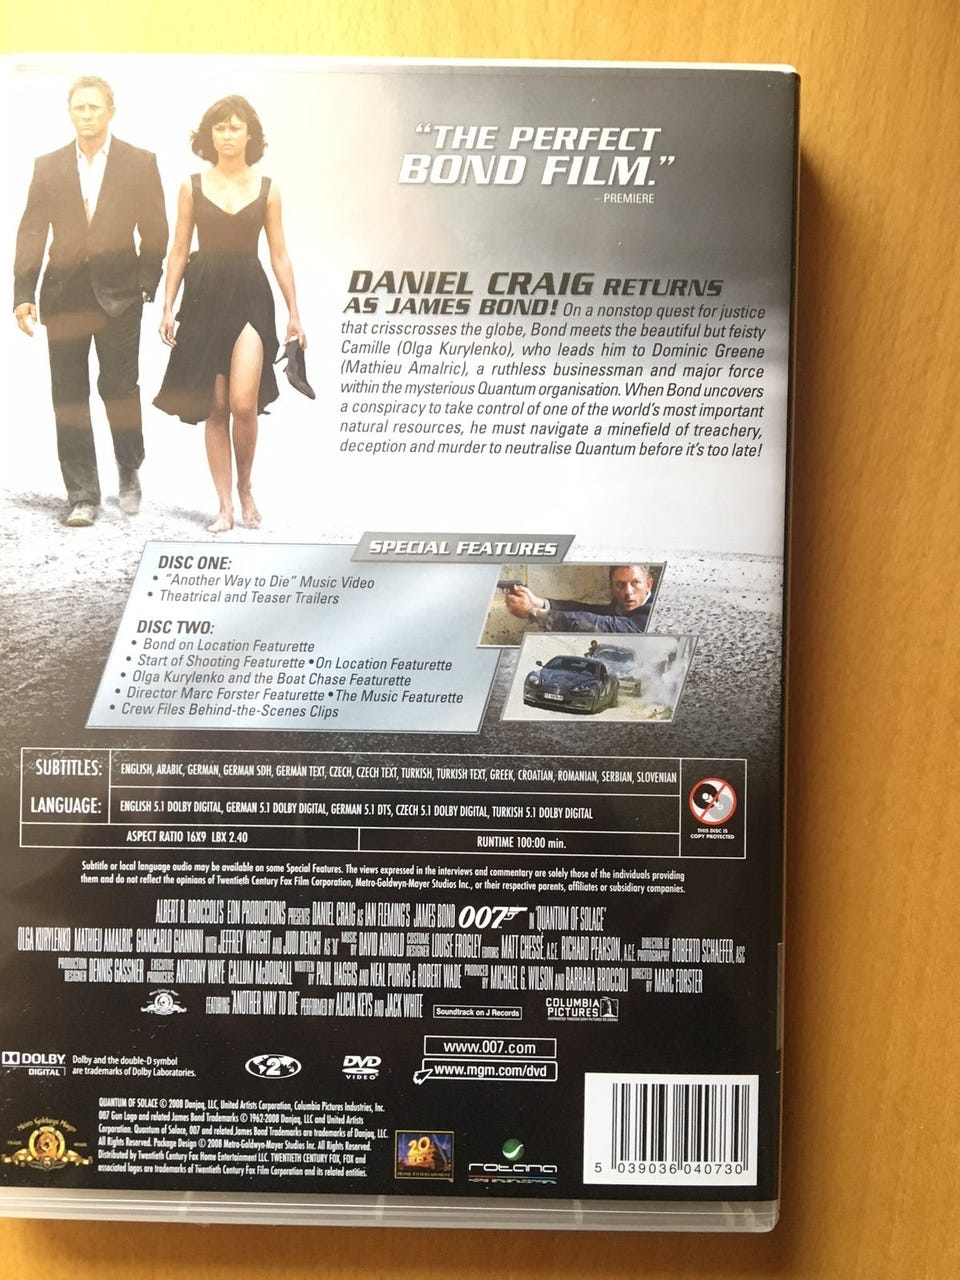 “THE PERFECT
BOND FILM.”
– PREMIERE
DANIEL CRAIG RETURNS
AS JAMES BOND! On a nonstop quest for justice
that crisscrosses the globe, Bond meets the beautiful but feisty
Camille (Olga Kurylenko), who leads him to Dominic Greene
(Mathieu Amalric), a ruthless businessman and major force
within the mysterious Quantum organisation. When Bond uncovers
a conspiracy to take control of one of the world's most important
natural resources, he must navigate a minefield of treachery,
deception and murder to neutralise Quantum before it's too late!
SPECIAL FEATURES
DISC ONE:
• "Another Way to Die" Music Video
• Theatrical and Teaser Trailers
DISC TWO:
• Bond on Location Featurette
• Start of Shooting Featurette • On Location Featurette
• Olga Kurylenko and the Boat Chase Featurette
• Director Marc Forster Featurette • The Music Featurette
• Crew Files Behind-the-Scenes Clips
SUBTITLES: ENGLISH, ARABIC, GERMAN, GERMAN SDH, GERMAN TEXT, CZECH, CZECH TEXT, TURKISH, TURKISH TEXT, GREEK, CROATIAN, ROMANIAN, SERBIAN, SLOVENIAN
LANGUAGE: ENGLISH 5.1 DOLBY DIGITAL, GERMAN 5.1 DOLBY DIGITAL, GERMAN 5.1 DTS, CZECH 5.1 DOLBY DIGITAL, TURKISH 5.1 DOLBY DIGITAL
THIS DISC IS
COPY PROTECTED
ASPECT RATIO 16X9 LBX 2.40 RUNTIME 100:00 min.
Subtitle or local language audio may be available on some Special Features. The views expressed in the interviews and commentary are solely those of the individuals providing
them and do not reflect the opinions of Twentieth Century Fox Film Corporation, Metro-Goldwyn-Mayer Studios Inc., or their respective parents, affiliates or subsidiary companies.
ALBERT R. BROCCOLI'S EON PRODUCTIONS PRESENTS DANIEL CRAIG AS IAN FLEMING'S JAMES BOND 007 IN 'QUANTUM OF SOLACE'
OLGA KURYLENKO MATHIEU AMALRIC GIANCARLO GIANNINI WITH JEFFREY WRIGHT AND JUDI DENCH AS 'M' MUSIC BY DAVID ARNOLD COSTUME DESIGNER LOUISE FROGLEY EDITORS MATT CHESSE, A.C.E. RICHARD PEARSON, A.C.E. DIRECTOR OF PHOTOGRAPHY ROBERTO SCHAEFER, ASC
PRODUCTION DESIGNER DENNIS GASSNER EXECUTIVE PRODUCERS ANTHONY WAYE CALLUM McDOUGALL WRITTEN BY PAUL HAGGIS AND NEAL PURVIS & ROBERT WADE PRODUCED BY MICHAEL G. WILSON AND BARBARA BROCCOLI DIRECTED BY MARC FORSTER
FEATURING 'ANOTHER WAY TO DIE' PERFORMED BY ALICIA KEYS AND JACK WHITE Soundtrack on J Records COLUMBIA PICTURES
www.007.com
www.mgm.com/dvd
DOLBY DIGITAL
Dolby and the double-D symbol
are trademarks of Dolby Laboratories.
2
DVD VIDEO
QUANTUM OF SOLACE © 2008 Danjaq, LLC, United Artists Corporation, Columbia Pictures Industries, Inc.
007 Gun Logo and related James Bond Trademarks © 1962-2008 Danjaq, LLC and United Artists
Corporation. Quantum of Solace, 007 and related James Bond Trademarks are trademarks of Danjaq, LLC.
All Rights Reserved. Package Design © 2008 Metro-Goldwyn-Mayer Studios Inc. All Rights Reserved.
Distributed by Twentieth Century Fox Home Entertainment LLC. TWENTIETH CENTURY FOX, FOX and
associated logos are trademarks of Twentieth Century Fox Film Corporation and its related entities.
Metro Goldwyn Mayer
TRADE MARK
20th CENTURY FOX
HOME ENTERTAINMENT
rotana
HOME ENTERTAINMENT
5 039036 040730